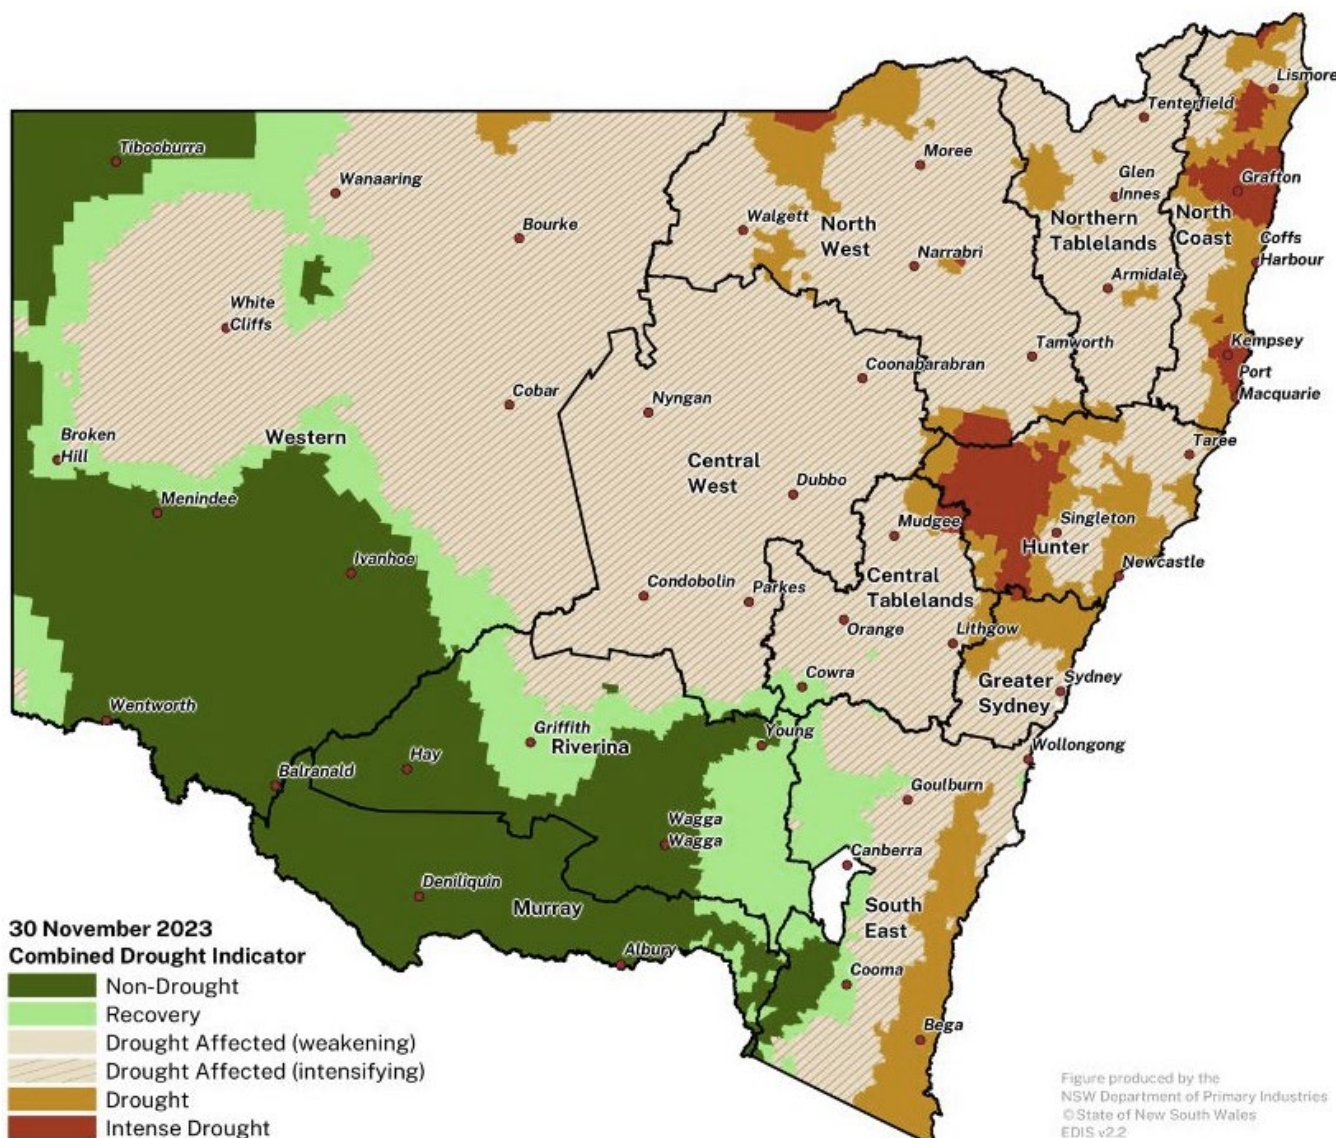 Lismore
Tenterfield
Tibooburra
Moree
Wanaaring
Glen
Innes
Grafton
Walgett
North
West
Northern
Tablelands
North
Coast
Bourke
Coffs
Harbour
Narrabri
Armidale
White
Cliffs
Kempsey
Tamworth
Coonabarabran
Port
Macquarie
Cobar
Nyngan
Broken
Hill
Western
Taree
Central
West
Dubbo
Menindee
Mudgee
Singleton
Hunter
Newcastle
Ivanhoe
Condobolin
Parkes
Central
Tablelands
Orange
Lithgow
Cowra
Greater
Sydney
Sydney
Wentworth
Griffith
Riverina
Young
Wollongong
Hay
Balranald
Goulburn
Wagga
Wagga
Canberra
Deniliquin
Murray
South
East
Albury
Cooma
Bega
30 November 2023
Combined Drought Indicator
Non-Drought
Recovery
Drought Affected (weakening)
Drought Affected (intensifying)
Drought
Intense Drought
Figure produced by the
NSW Department of Primary Industries
© State of New South Wales
EDIS v2.2